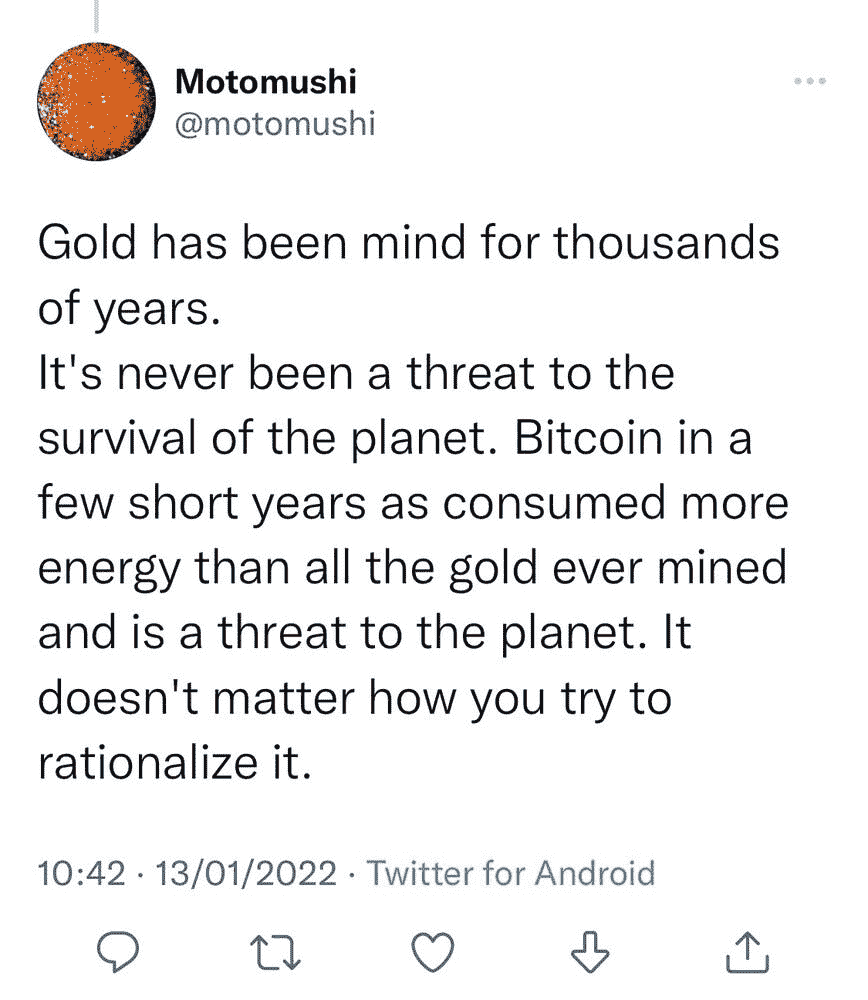 Motomushi
@motomushi
Gold has been mind for thousands
of years.
It's never been a threat to the
survival of the planet. Bitcoin in a
few short years as consumed more
energy than all the gold ever mined
and is a threat to the planet. It
doesn't matter how you try to
rationalize it.
10:42 · 13/01/2022 · Twitter for Android